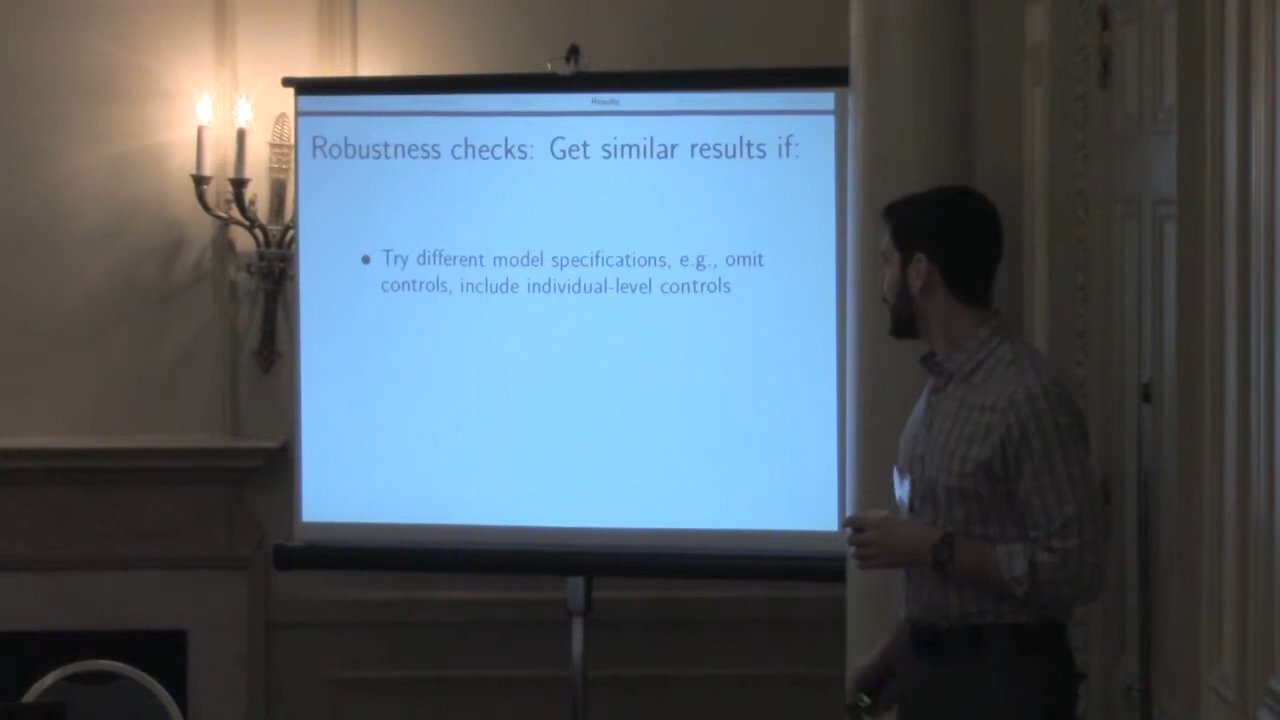 Results
Robustness checks: Get similar results if:
• Try different model specifications, e.g., omit
controls, include individual-level controls